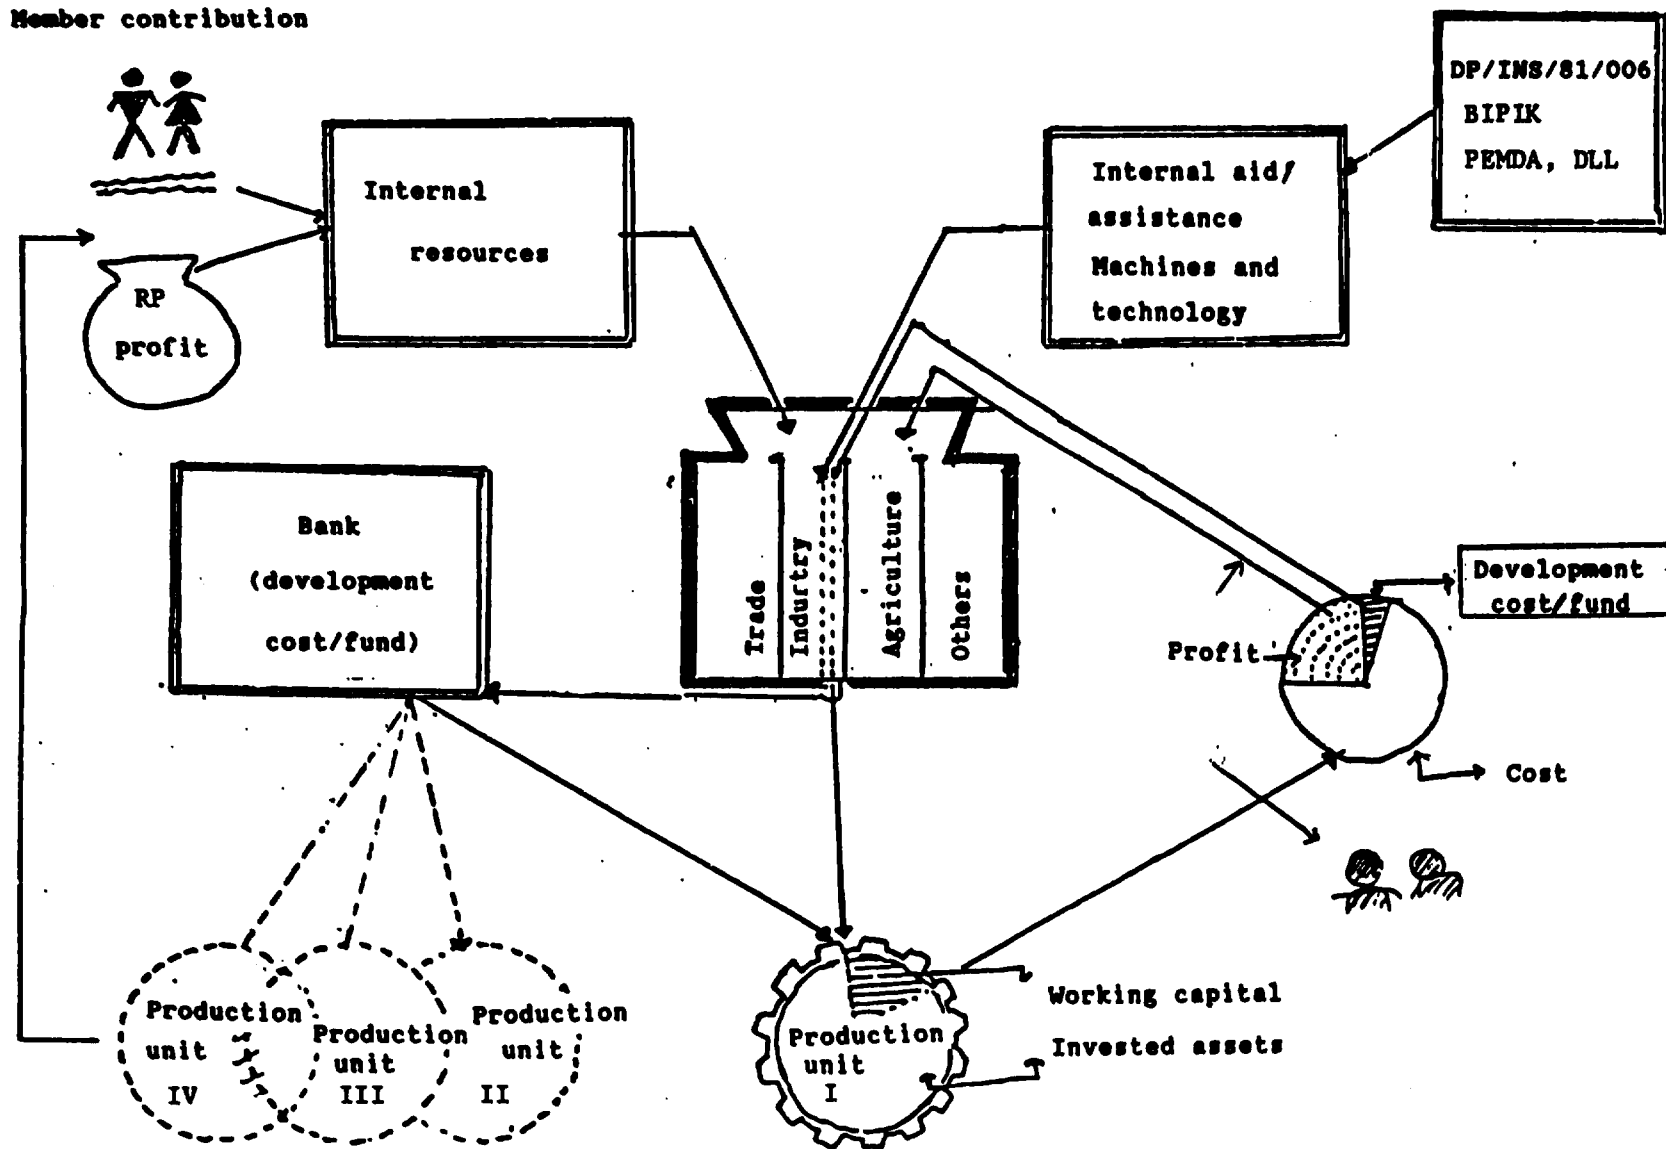 Member contribution
DP/INS/81/006
BIPIK
PEMDA, DLL
Internal
resources
Internal aid/
assistance
Machines and
technology
RP
profit
Bank
(development
cost/fund)
Trade
Indurtry
Agriculture
Others
Development
cost/fund
Profit
Cost
Production
unit
IV
Production
unit
III
Production
unit
II
Production
unit
I
Working capital
Invested assets